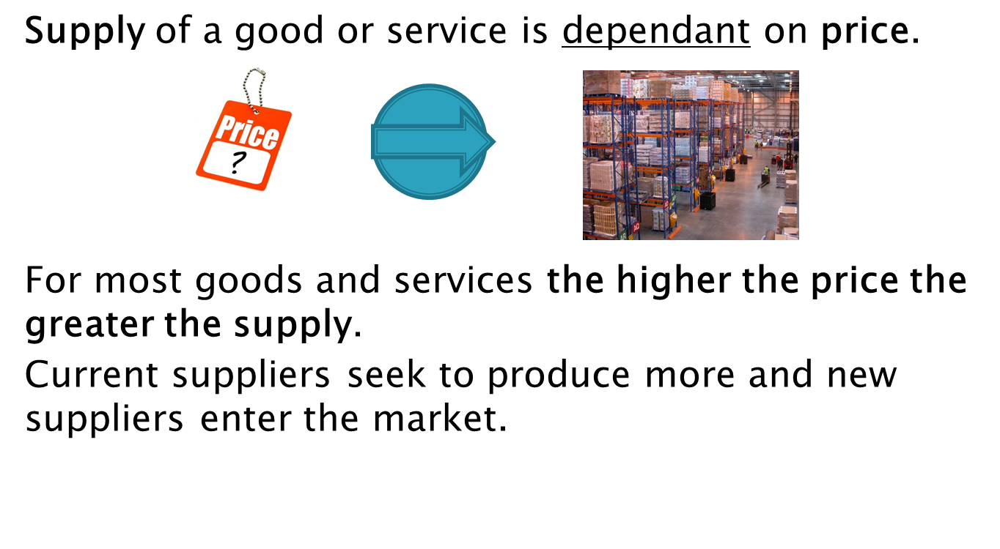 Supply of a good or service is dependant on price.
Price
?
For most goods and services the higher the price the
greater the supply.
Current suppliers seek to produce more and new
suppliers enter the market.